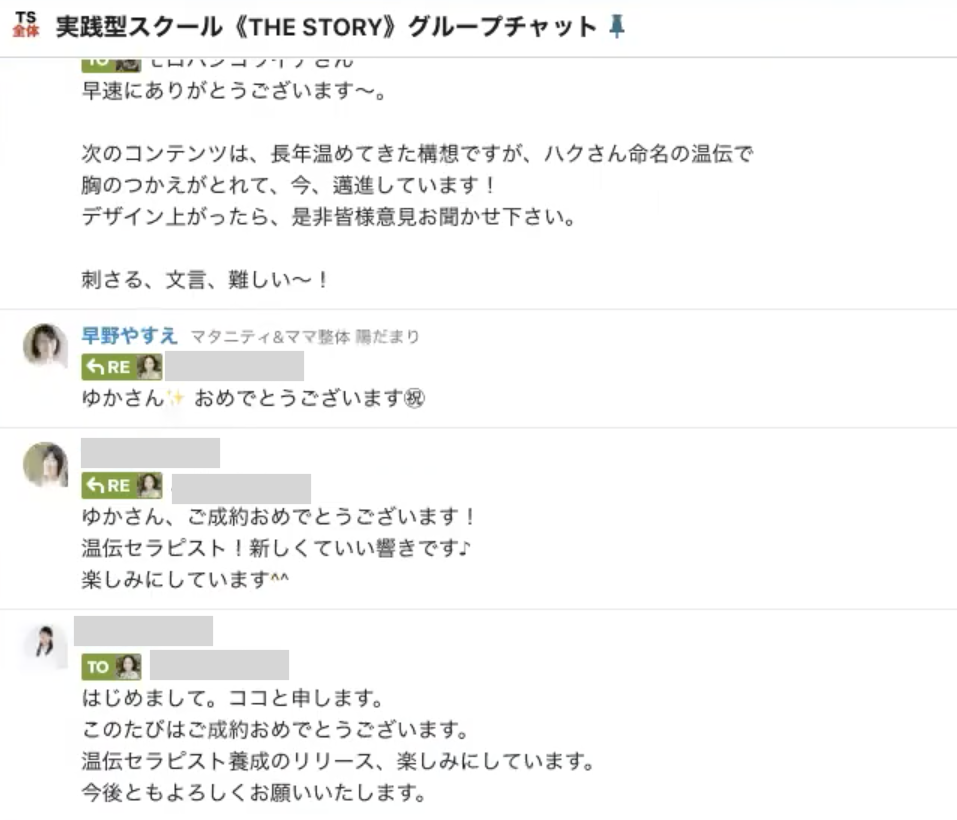 TS
全体
実践型スクール《THE STORY》グループチャット
TO モロハシコウイチさん
早速にありがとうございます〜。
次のコンテンツは、長年温めてきた構想ですが、ハクさん命名の温伝で
胸のつかえがとれて、今、邁進しています！
デザイン上がったら、是非皆様意見お聞かせ下さい。
刺さる、文言、難しい〜！
早野やすえ マタニティ&ママ整体 陽だまり
RE
ゆかさん✨ おめでとうございます㊗
RE
ゆかさん、ご成約おめでとうございます！
温伝セラピスト！新しくていい響きです♪
楽しみにしています^^
TO
はじめまして。ココと申します。
このたびはご成約おめでとうございます。
温伝セラピスト養成のリリース、楽しみにしています。
今後ともよろしくお願いいたします。